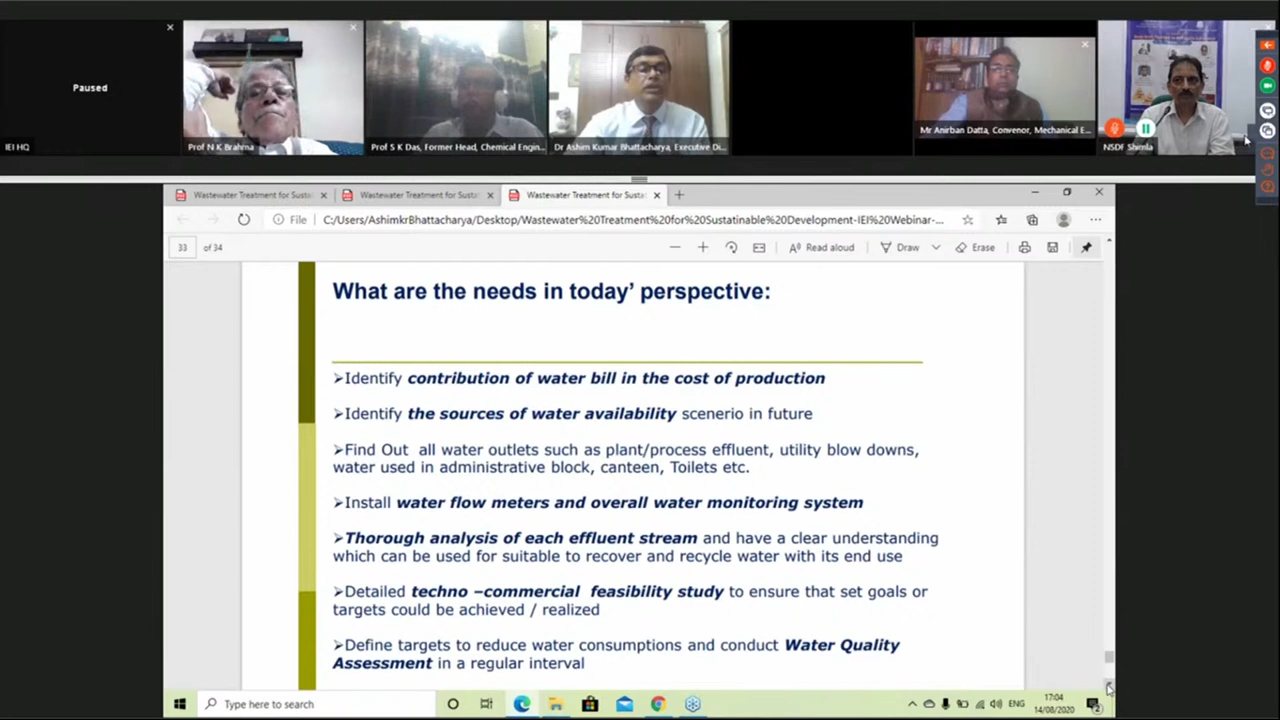 Paused
IEI HQ
Prof N K Brahma
Prof S K Das, Former Head, Chemical Engin...
Dr Ashim Kumar Bhattacharya, Executive Di...
Mr Anirban Datta, Convenor, Mechanical E...
NSDF Shimla
Wastewater Treatment for Susta
Wastewater Treatment for Susta
Wastewater Treatment for Susta
File
C:/Users/AshimkrBhattacharya/Desktop/Wastewater%20Treatment%20for%20Sustatinable%20Development-IEI%20Webinar-...
33 of 34
Read aloud
Draw
Erase
What are the needs in today’ perspective:
➢Identify contribution of water bill in the cost of production
➢Identify the sources of water availability scenerio in future
➢Find Out all water outlets such as plant/process effluent, utility blow downs,
water used in administrative block, canteen, Toilets etc.
➢Install water flow meters and overall water monitoring system
➢Thorough analysis of each effluent stream and have a clear understanding
which can be used for suitable to recover and recycle water with its end use
➢Detailed techno –commercial feasibility study to ensure that set goals or
targets could be achieved / realized
➢Define targets to reduce water consumptions and conduct Water Quality
Assessment in a regular interval
Type here to search
ENG
17:04
14/08/2020
2